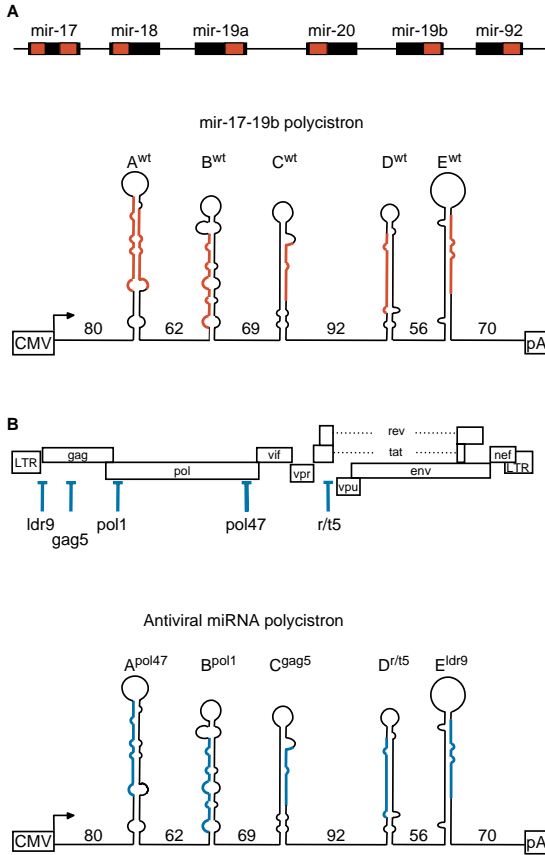 A
mir-17 mir-18 mir-19a mir-20 mir-19b mir-92
mir-17-19b polycistron
Awt Bwt Cwt Dwt Ewt
80 62 69 92 56 70
CMV pA
B
rev
LTR gag vif tat nef LTR
pol vpr env
vpu
ldr9 gag5 pol1 pol47 r/t5
Antiviral miRNA polycistron
Apol47 Bpol1 Cgag5 Dr/t5 Eldr9
80 62 69 92 56 70
CMV pA